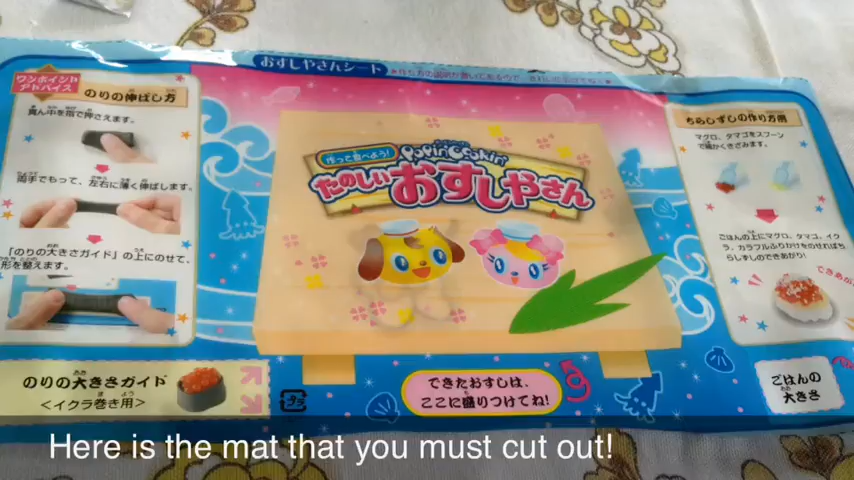 おすしやさんシート
ワンポイント
アドバイス
のりの伸ばし方
真ん中を指で押さえます。
両手でもって、左右に薄く伸ばします。
「のりの大きさガイド」の上にのせて、
形を整えます。
のりの大きさガイド
<イクラ巻き用>
プラ
作って食べよう!
Popin'Cookin'
たのしい
おすしやさん
できたおすしは、
ここに盛りつけてね!
ちらしずしの作り方用
マグロ、タマゴをスプーン
で細かくきざみます。
ごはんの上にマグロ、タマゴ、イク
ラ、カラフルふりかけをのせればち
らしずしのできあがり!
ごはんの
大きさ
Here is the mat that you must cut out!